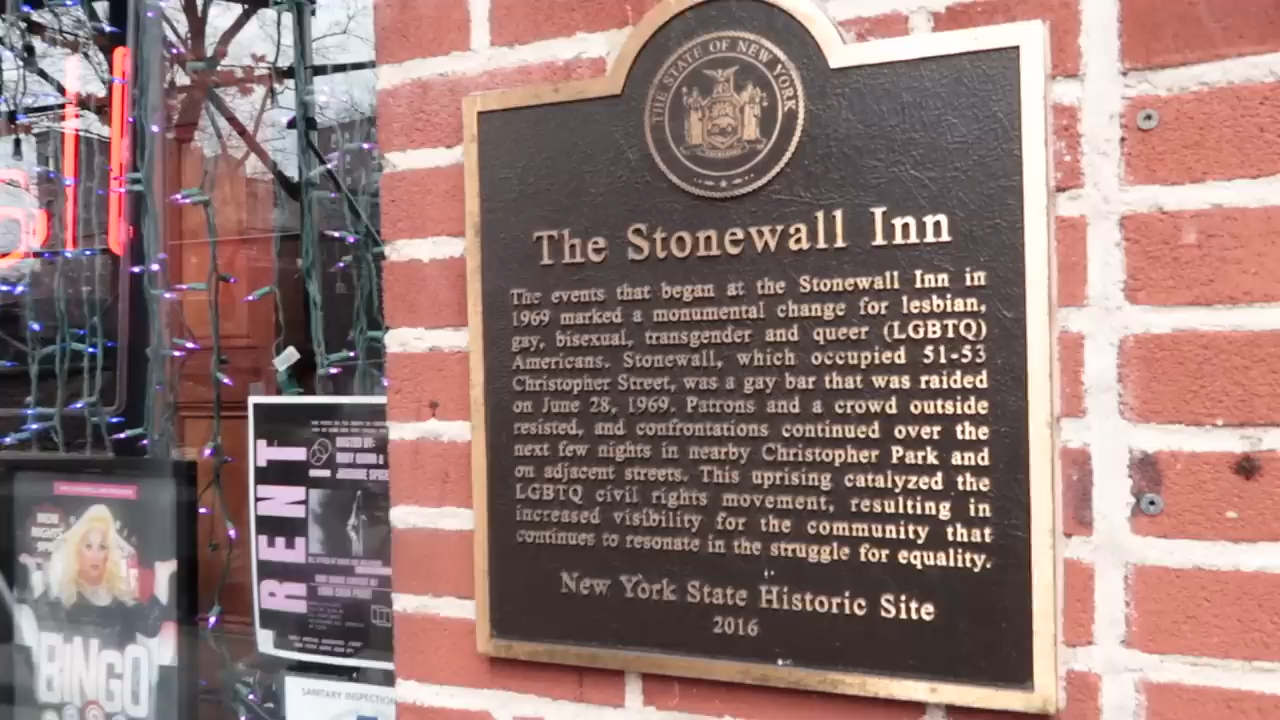 THE STATE OF NEW YORK
EXCELSIOR
The Stonewall Inn
The events that began at the Stonewall Inn in
1969 marked a monumental change for lesbian,
gay, bisexual, transgender and queer (LGBTQ)
Americans. Stonewall, which occupied 51-53
Christopher Street, was a gay bar that was raided
on June 28, 1969. Patrons and a crowd outside
resisted, and confrontations continued over the
next few nights in nearby Christopher Park and
on adjacent streets. This uprising catalyzed the
LGBTQ civil rights movement, resulting in
increased visibility for the community that
continues to resonate in the struggle for equality.
New York State Historic Site
2016
RENT
HOSTED BY:
BINGO
SANITARY INSPECTION